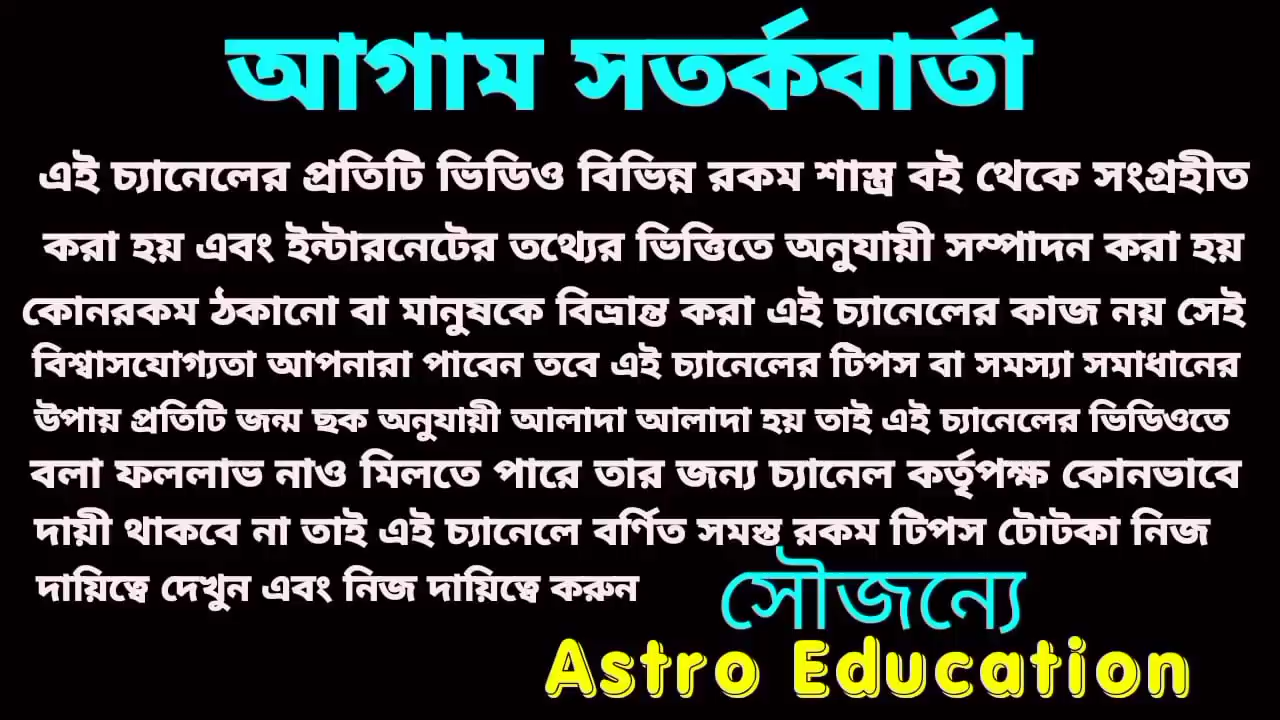 আগাম সতর্কবার্তা
এই চ্যানেলের প্রতিটি ভিডিও বিভিন্ন রকম শাস্ত্র বই থেকে সংগ্রহীত
করা হয় এবং ইন্টারনেটের তথ্যের ভিত্তিতে অনুযায়ী সম্পাদন করা হয়
কোনরকম ঠকানো বা মানুষকে বিভ্রান্ত করা এই চ্যানেলের কাজ নয় সেই
বিশ্বাসযোগ্যতা আপনারা পাবেন তবে এই চ্যানেলের টিপস বা সমস্যা সমাধানের
উপায় প্রতিটি জন্ম ছক অনুযায়ী আলাদা আলাদা হয় তাই এই চ্যানেলের ভিডিওতে
বলা ফললাভ নাও মিলতে পারে তার জন্য চ্যানেল কর্তৃপক্ষ কোনভাবে
দায়ী থাকবে না তাই এই চ্যানেলে বর্ণিত সমস্ত রকম টিপস টোটকা নিজ
দায়িত্বে দেখুন এবং নিজ দায়িত্বে করুন
সৌজন্যে
Astro Education